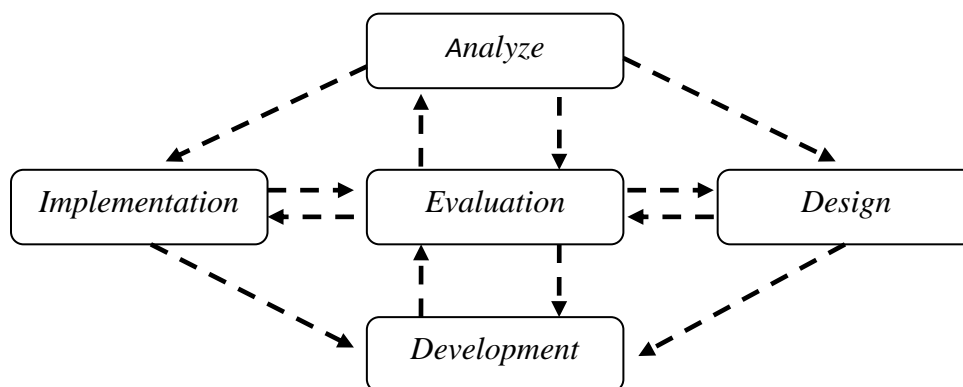 Analyze
Implementation
Evaluation
Design
Development